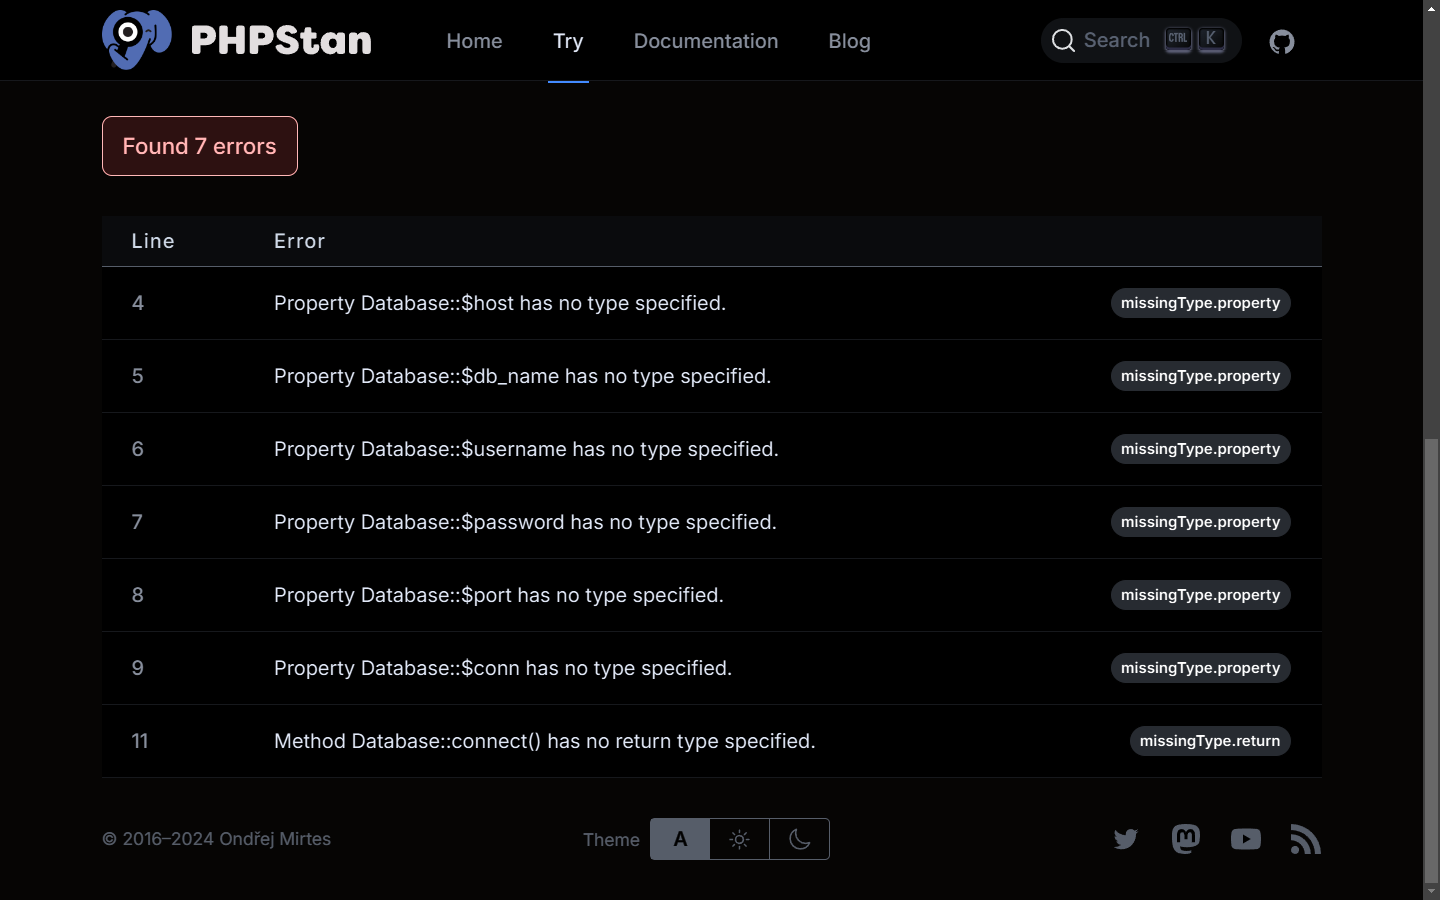 PHPStan Home Try Documentation Blog Search CTRL K
Found 7 errors
Line Error
4 Property Database::$host has no type specified. missingType.property
5 Property Database::$db_name has no type specified. missingType.property
6 Property Database::$username has no type specified. missingType.property
7 Property Database::$password has no type specified. missingType.property
8 Property Database::$port has no type specified. missingType.property
9 Property Database::$conn has no type specified. missingType.property
11 Method Database::connect() has no return type specified. missingType.return
© 2016–2024 Ondřej Mirtes Theme A